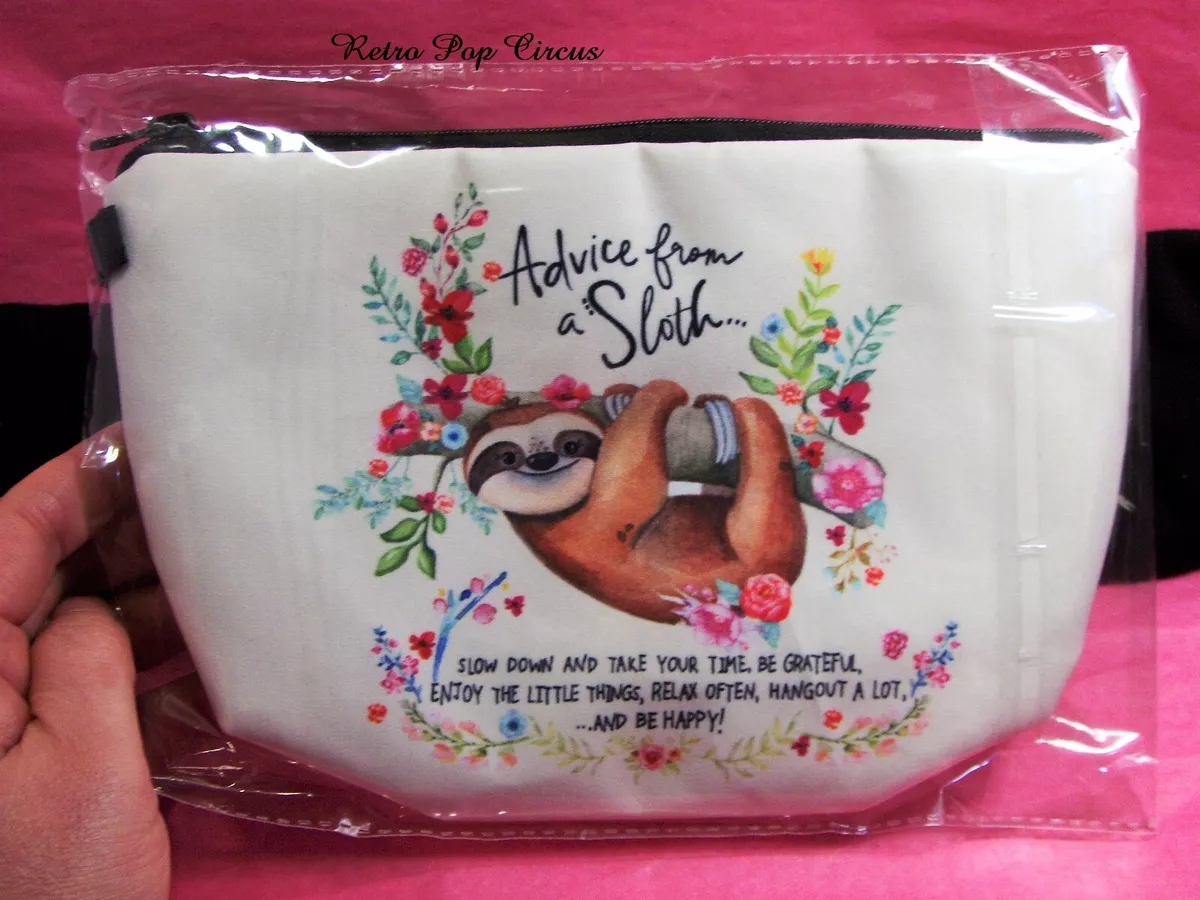 Retro Pop Circus
Advice from
a Sloth...
SLOW DOWN AND TAKE YOUR TIME, BE GRATEFUL,
ENJOY THE LITTLE THINGS, RELAX OFTEN, HANGOUT A LOT,
...AND BE HAPPY!